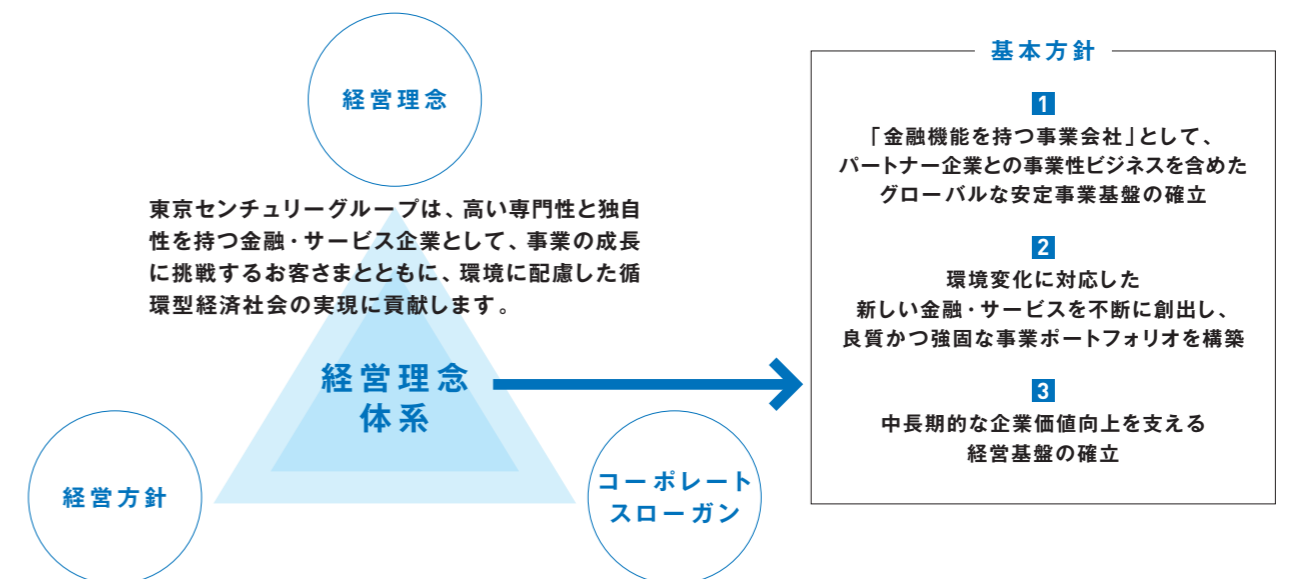 経営理念
東京センチュリーグループは、高い専門性と独自
性を持つ金融・サービス企業として、事業の成長
に挑戦するお客さまとともに、環境に配慮した循
環型経済社会の実現に貢献します。
経営理念
体系
経営方針
コーポレート
スローガン
基本方針
1
「金融機能を持つ事業会社」として、
パートナー企業との事業性ビジネスを含めた
グローバルな安定事業基盤の確立
2
環境変化に対応した
新しい金融・サービスを不断に創出し、
良質かつ強固な事業ポートフォリオを構築
3
中長期的な企業価値向上を支える
経営基盤の確立